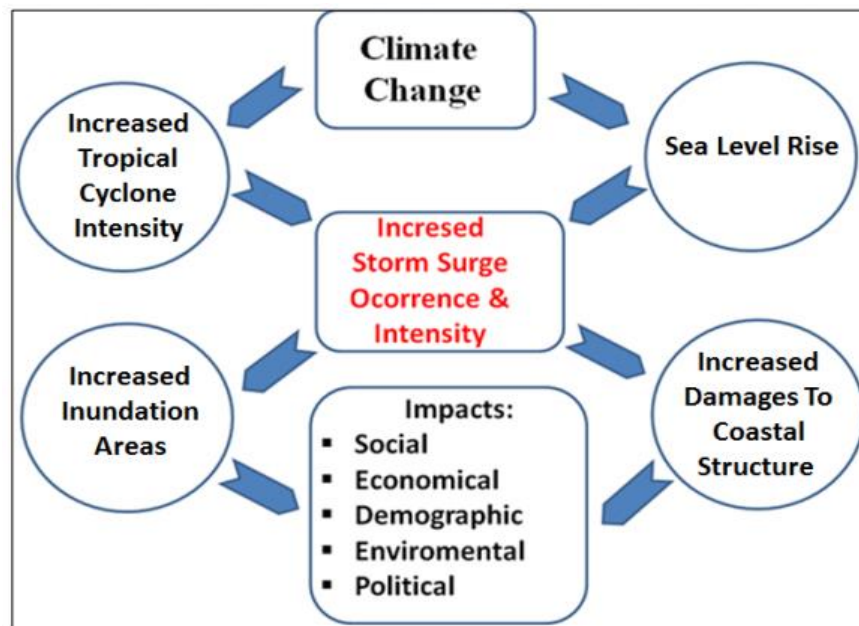 Climate
Change
Increased
Tropical
Cyclone
Intensity
Sea Level Rise
Incresed
Storm Surge
Ocorrence &
Intensity
Increased
Inundation
Areas
Increased
Damages To
Coastal
Structure
Impacts:
▪ Social
▪ Economical
▪ Demographic
▪ Enviromental
▪ Political